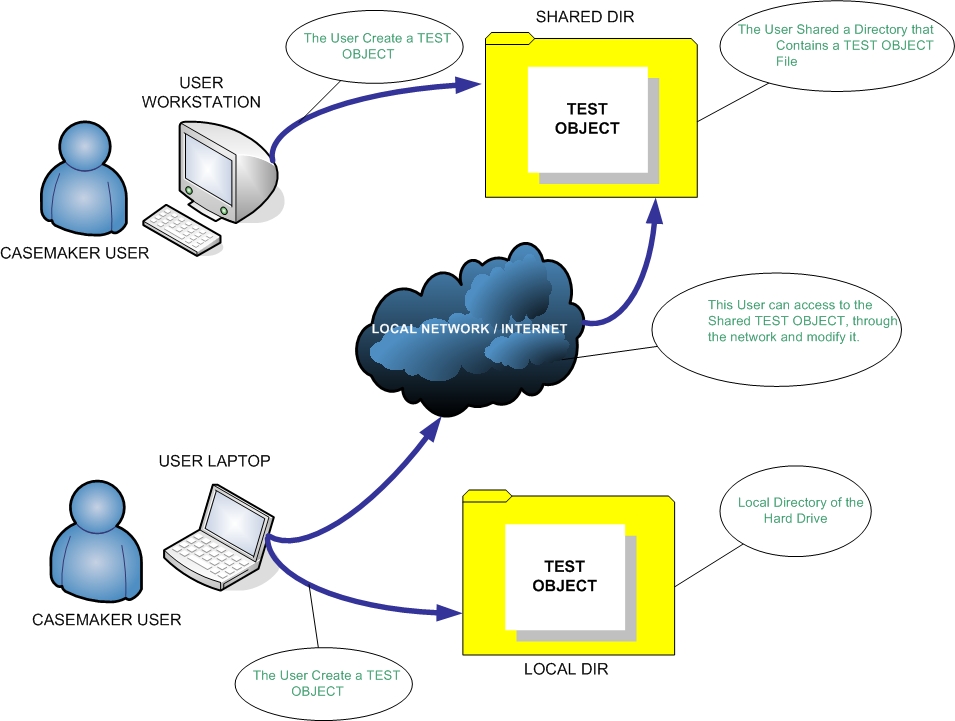 SHARED DIR
The User Create a TEST
OBJECT
The User Shared a Directory that
Contains a TEST OBJECT
File
USER
WORKSTATION
TEST
OBJECT
CASEMAKER USER
LOCAL NETWORK / INTERNET
This User can access to the
Shared TEST OBJECT, through
the network and modify it.
USER LAPTOP
Local Directory of the
Hard Drive
TEST
OBJECT
CASEMAKER USER
The User Create a TEST
OBJECT
LOCAL DIR